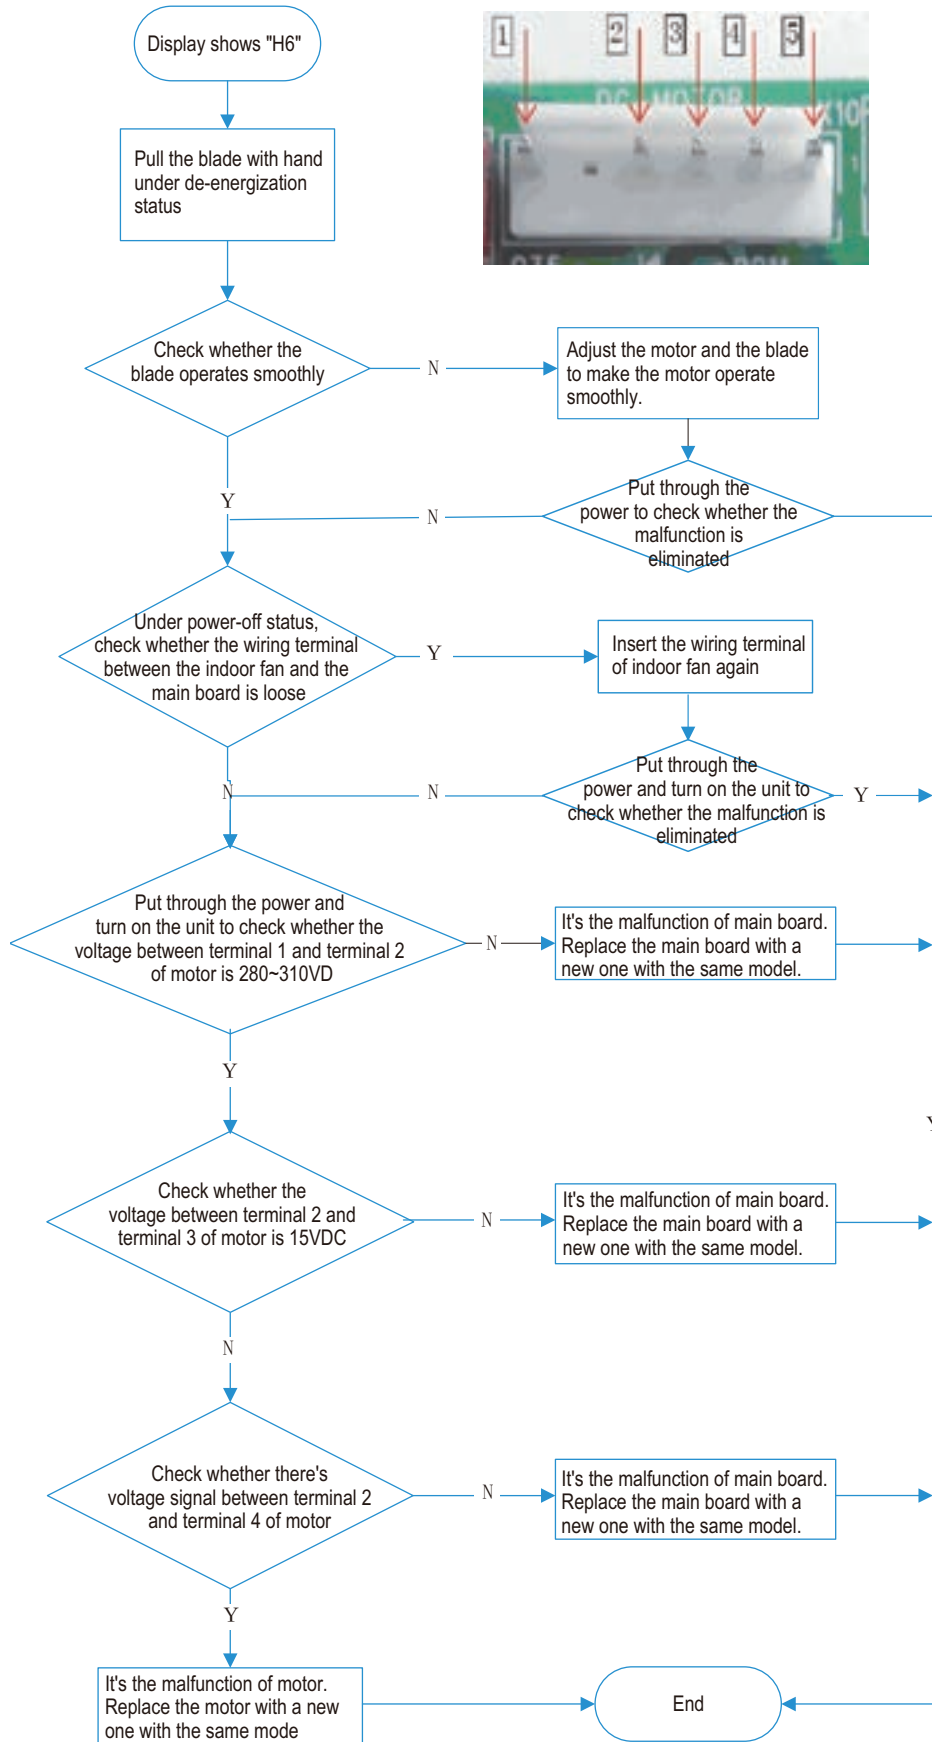 Display shows "H6"
1 2 3 4 5
DC MOTOR
Pull the blade with hand
under de-energization
status
Check whether the
blade operates smoothly
N
Adjust the motor and the blade
to make the motor operate
smoothly.
Y
Put through the
power to check whether the
malfunction is
eliminated
N
Under power-off status,
check whether the wiring terminal
between the indoor fan and the
main board is loose
Y
Insert the wiring terminal
of indoor fan again
N
Put through the
power and turn on the unit to
check whether the malfunction is
eliminated
N
Y
Put through the power and
turn on the unit to check whether the
voltage between terminal 1 and terminal 2
of motor is 280~310VD
N
It's the malfunction of main board.
Replace the main board with a
new one with the same model.
Y
Y
Check whether the
voltage between terminal 2 and
terminal 3 of motor is 15VDC
N
It's the malfunction of main board.
Replace the main board with a
new one with the same model.
N
Check whether there's
voltage signal between terminal 2
and terminal 4 of motor
N
It's the malfunction of main board.
Replace the main board with a
new one with the same model.
Y
It's the malfunction of motor.
Replace the motor with a new
one with the same mode
End